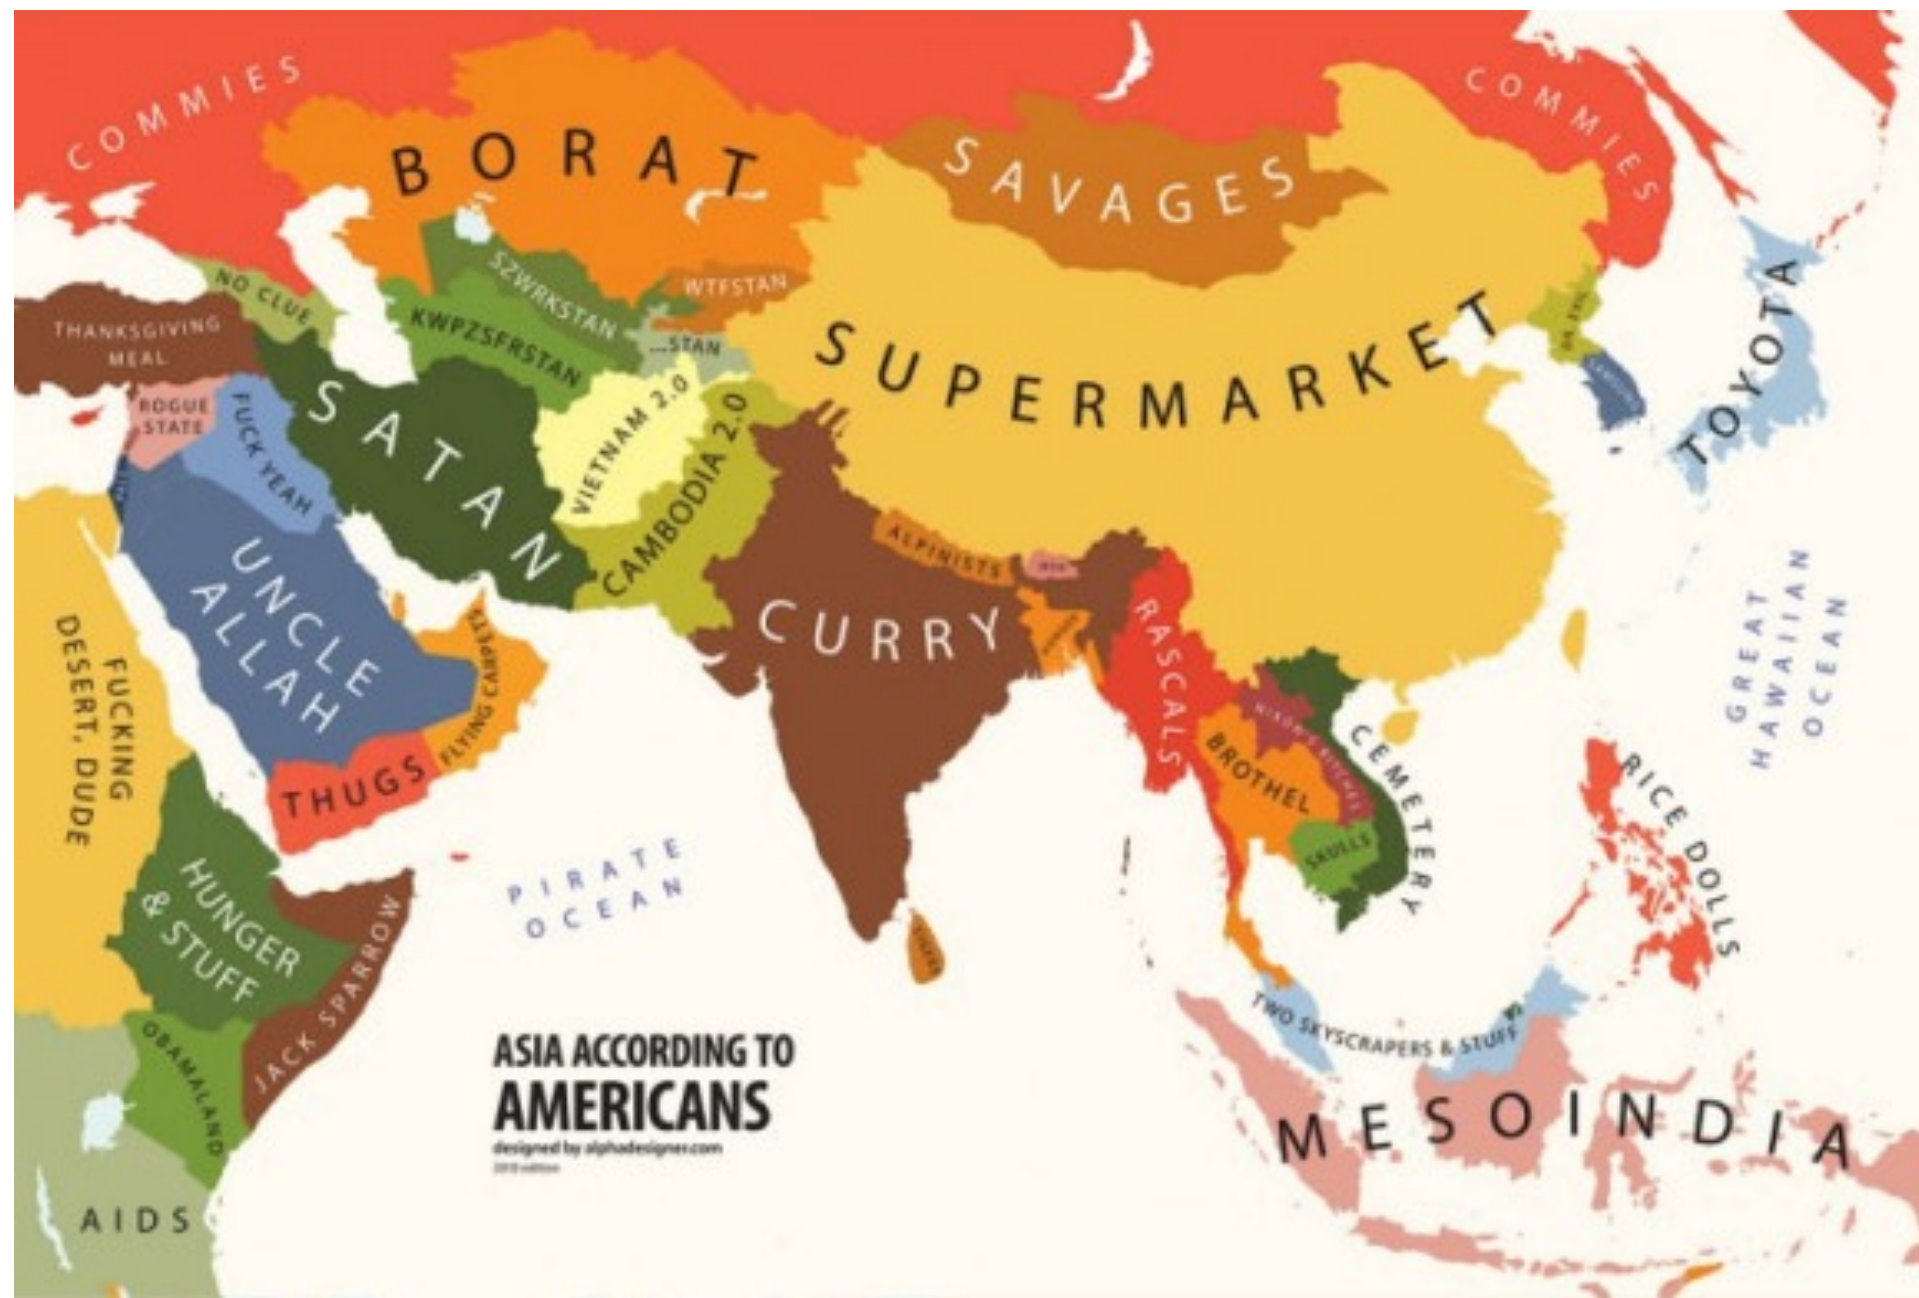 COMMIES
BORAT
SAVAGES
COMMIES
NO CLUE
SZWRKSTAN
WTFSTAN
THANKSGIVING
MEAL
KWPZSFRSTAN
...STAN
SUPERMARKET
TOYOTA
ROGUE
STATE
FUCK YEAH
SATAN
VIETNAM 2.0
CAMBODIA 2.0
UNCLE
ALLAH
ALPINISTS
CURRY
RASCALS
GREAT
HAWAIIAN
OCEAN
FUCKING
DESERT, DUDE
FLYING CARPETS
THUGS
BROTHEL
CEMETERY
SKULLS
RICE DOLLS
HUNGER
& STUFF
PIRATE
OCEAN
JACK SPARROW
OBAMALAND
TWO SKYSCRAPERS & STUFF
MESOINDIA
AIDS
ASIA ACCORDING TO
AMERICANS
designed by alphadesigner.com